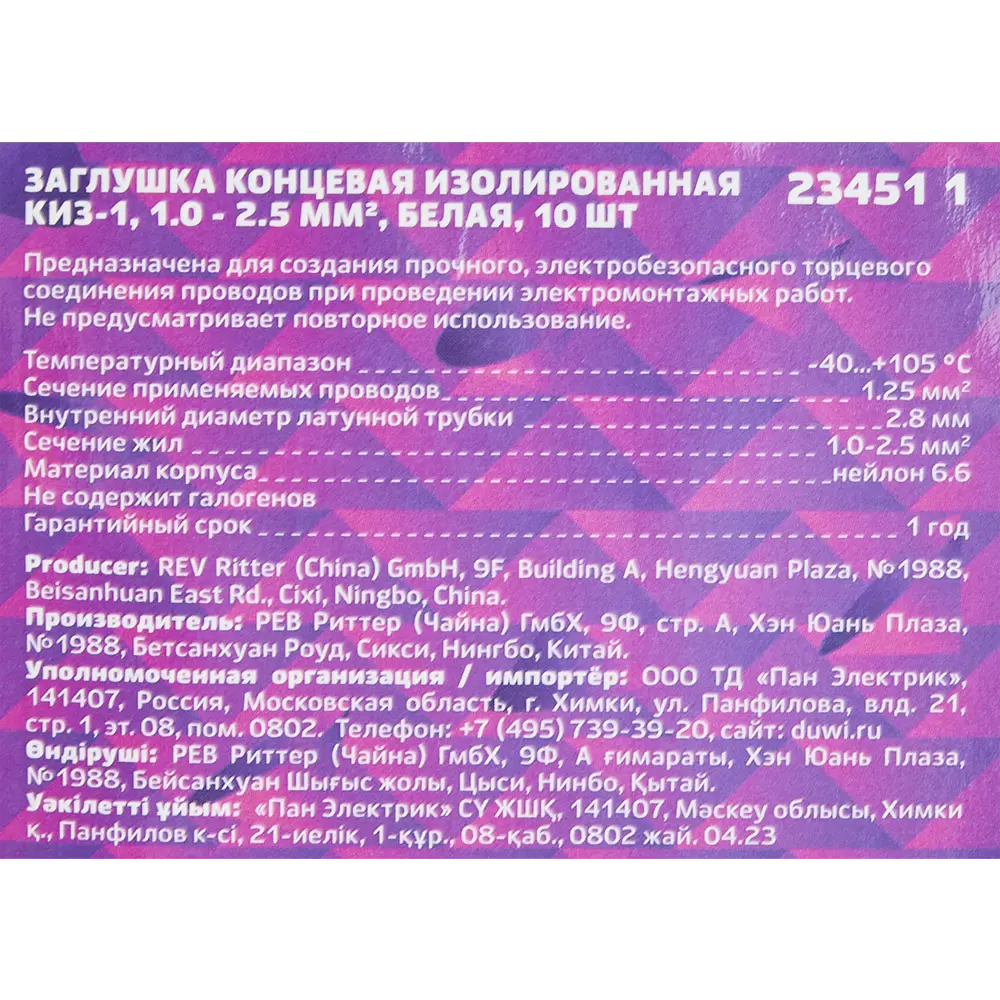 ЗАГЛУШКА КОНЦЕВАЯ ИЗОЛИРОВАННАЯ 23451 1
КИЗ-1, 1.0 - 2.5 ММ², БЕЛАЯ, 10 ШТ
Предназначена для создания прочного, электробезопасного торцевого
соединения проводов при проведении электромонтажных работ.
Не предусматривает повторное использование.
Температурный диапазон -40...+105 °C
Сечение применяемых проводов 1.25 мм²
Внутренний диаметр латунной трубки 2.8 мм
Сечение жил 1.0-2.5 мм²
Материал корпуса нейлон 6.6
Не содержит галогенов
Гарантийный срок 1 год
Producer: REV Ritter (China) GmbH, 9F, Building A, Hengyuan Plaza, №1988,
Beisanhuan East Rd., Cixi, Ningbo, China.
Производитель: РЕВ Риттер (Чайна) ГмбХ, 9Ф, стр. А, Хэн Юань Плаза,
№1988, Бетсанхуан Роуд, Сикси, Нингбо, Китай.
Уполномоченная организация / импортёр: ООО ТД «Пан Электрик»,
141407, Россия, Московская область, г. Химки, ул. Панфилова, влд. 21,
стр. 1, эт. 08, пом. 0802. Телефон: +7 (495) 739-39-20, сайт: duwi.ru
Өндіруші: РЕВ Риттер (Чайна) ГмбХ, 9Ф, А ғимараты, Хэн Юань Плаза,
№1988, Бейсанхуан Шығыс жолы, Цыси, Нинбо, Қытай.
Уәкілетті ұйым: «Пан Электрик» СҮ ЖШҚ, 141407, Мәскеу облысы, Химки
қ., Панфилов к-сі, 21-иелік, 1-құр., 08-қаб., 0802 жай. 04.23